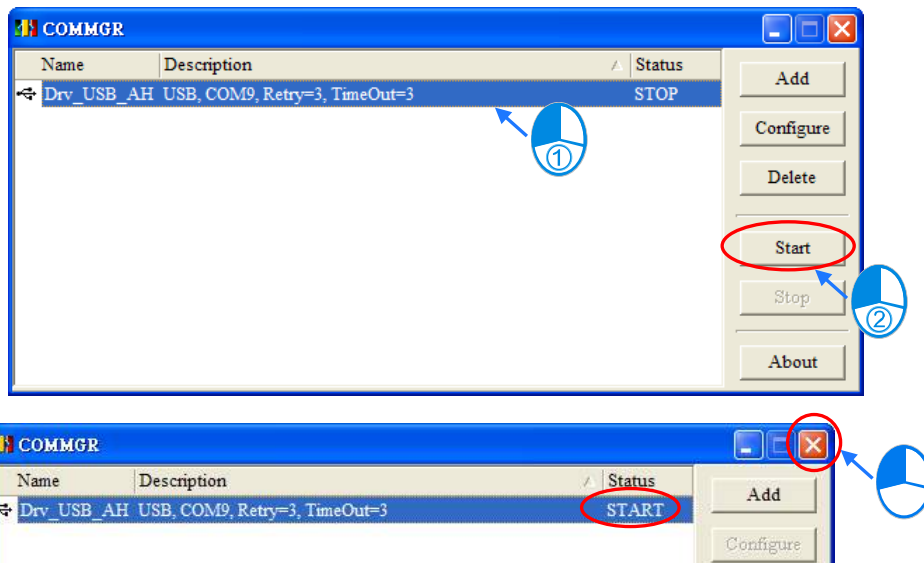 COMMGR
Name Description Status
Drv_USB_AH USB, COM9, Retry=3, TimeOut=3 STOP
Add
Configure
Delete
Start
Stop
About
①
②
COMMGR
Name Description Status
Drv_USB_AH USB, COM9, Retry=3, TimeOut=3 START
Add
Configure